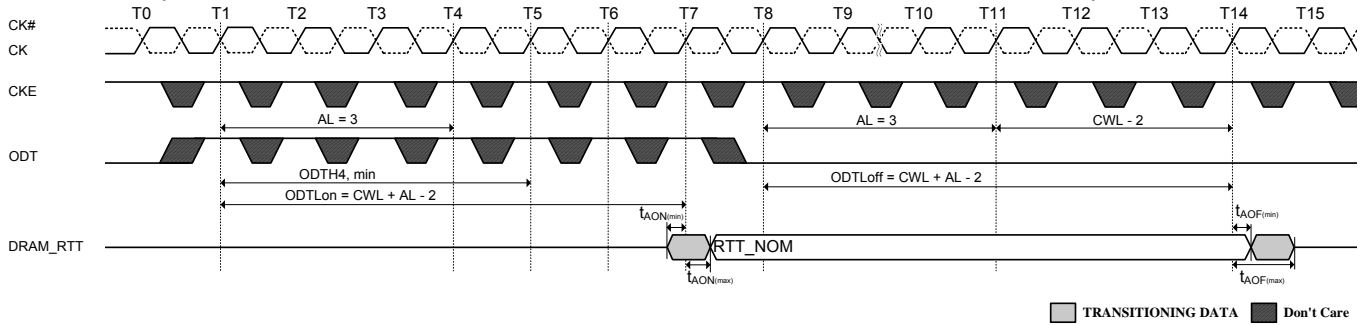 T0 T1 T2 T3 T4 T5 T6 T7 T8 T9 T10 T11 T12 T13 T14 T15
CK#
CK
CKE
AL = 3 AL = 3 CWL - 2
ODT
ODTH4, min
ODTLoff = CWL + AL - 2
ODTLon = CWL + AL - 2
tAON(min) tAOF(min)
DRAM_RTT RTT_NOM
tAON(max) tAOF(max)
TRANSITIONING DATA Don't Care